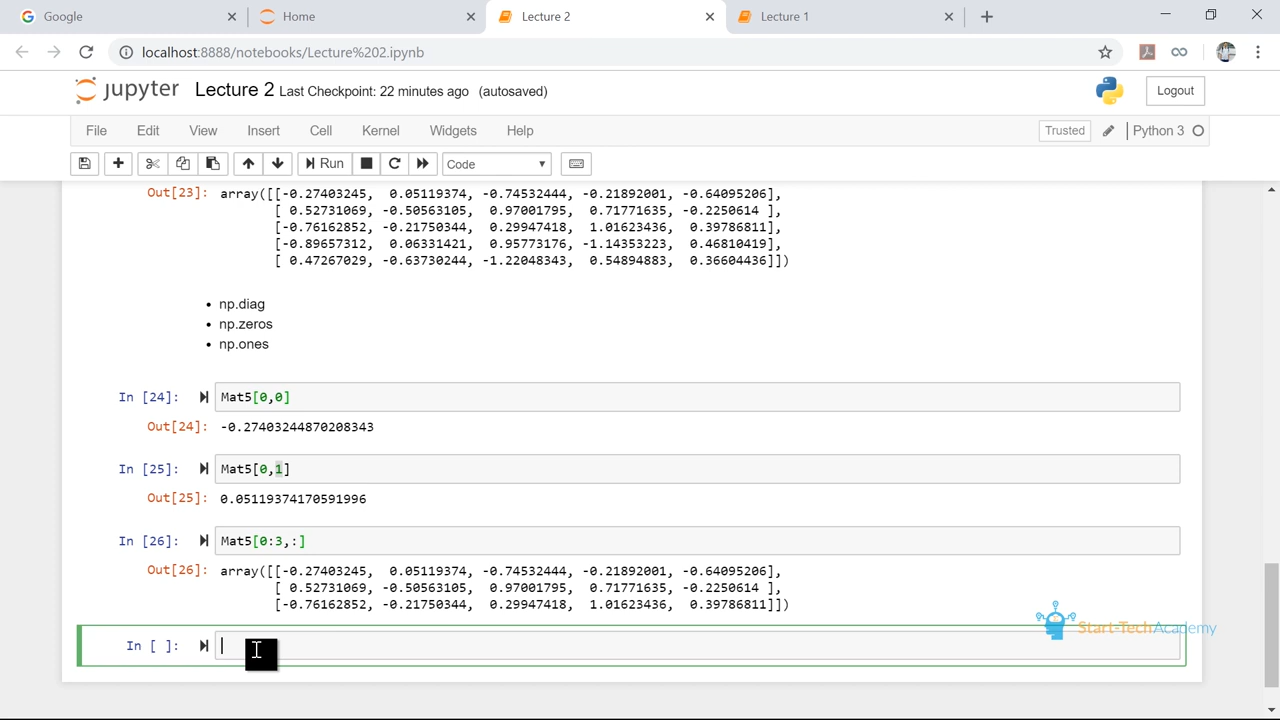 Google
Home
Lecture 2
Lecture 1
localhost:8888/notebooks/Lecture%202.ipynb
jupyter Lecture 2 Last Checkpoint: 22 minutes ago (autosaved)
Logout
File Edit View Insert Cell Kernel Widgets Help
Trusted Python 3
Run Code
Out[23]: array([[-0.27403245, 0.05119374, -0.74532444, -0.21892001, -0.64095206],
[ 0.52731069, -0.50563105, 0.97001795, 0.71771635, -0.2250614 ],
[-0.76162852, -0.21750344, 0.29947418, 1.01623436, 0.39786811],
[-0.89657312, 0.06331421, 0.95773176, -1.14353223, 0.46810419],
[ 0.47267029, -0.63730244, -1.22048343, 0.54894883, 0.36604436]])
• np.diag
• np.zeros
• np.ones
In [24]: Mat5[0,0]
Out[24]: -0.27403244870208343
In [25]: Mat5[0,1]
Out[25]: 0.05119374170591996
In [26]: Mat5[0:3,:]
Out[26]: array([[-0.27403245, 0.05119374, -0.74532444, -0.21892001, -0.64095206],
[ 0.52731069, -0.50563105, 0.97001795, 0.71771635, -0.2250614 ],
[-0.76162852, -0.21750344, 0.29947418, 1.01623436, 0.39786811]])
Start-TechAcademy
In [ ]: